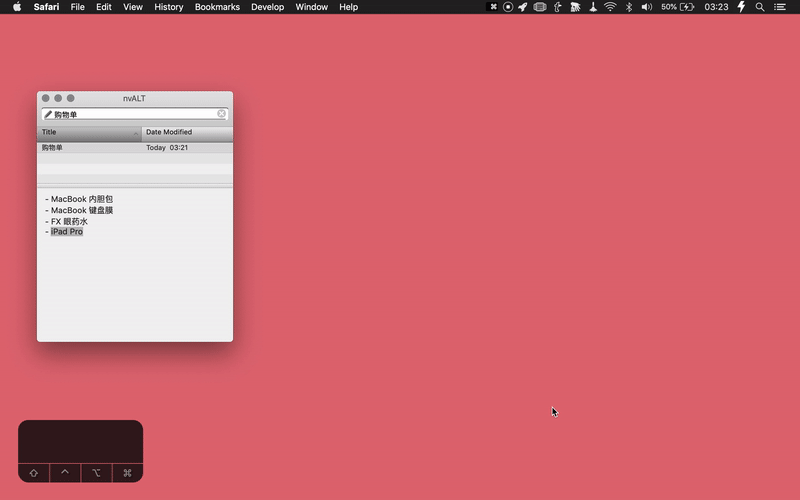 Safari File Edit View History Bookmarks Develop Window Help 50% 03:23
nvALT
购物单
Title Date Modified
购物单 Today 03:21
- MacBook 内胆包
- MacBook 键盘膜
- FX 眼药水
- iPad Pro